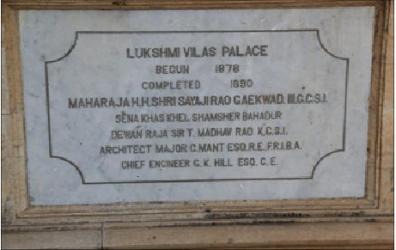 LUKSHMI VILAS PALACE
BEGUN 1878
COMPLETED 1890
MAHARAJA H.H. SHRI SAYAJI RAO GAEKWAD. III. G.C.S.I.
SENA KHAS KHEL SHAMSHER BAHADUR
DEWAN RAJA SIR T. MADHAV RAO. K.C.S.I.
ARCHITECT MAJOR C. MANT ESQ. R.E., F.R.I.B.A.
CHIEF ENGINEER G. K. HILL ESQ. C.E.